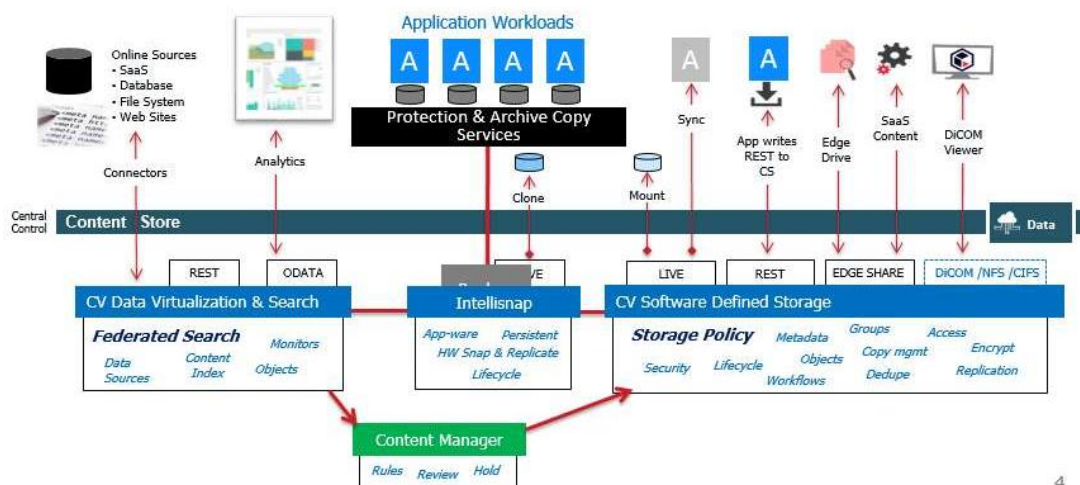 Application Workloads
Online Sources
• SaaS
• Database
• File System
• Web Sites
A
A
A
A
A
A
Protection & Archive Copy
Services
Connectors
Analytics
Clone
Mount
Sync
App writes
REST to
CS
Edge
Drive
SaaS
Content
DiCOM
Viewer
Central
Control
Content Store
Data
REST
ODATA
LIVE
REST
EDGE SHARE
DiCOM /NFS /CIFS
CV Data Virtualization & Search
Intellisnap
CV Software Defined Storage
Federated Search
Monitors
Data
Sources
Content
Index
Objects
App-ware
Persistent
HW Snap & Replicate
Lifecycle
Storage Policy
Metadata
Groups
Access
Security
Lifecycle
Objects
Copy mgmt
Encrypt
Workflows
Dedupe
Replication
Content Manager
Rules
Review
Hold
4